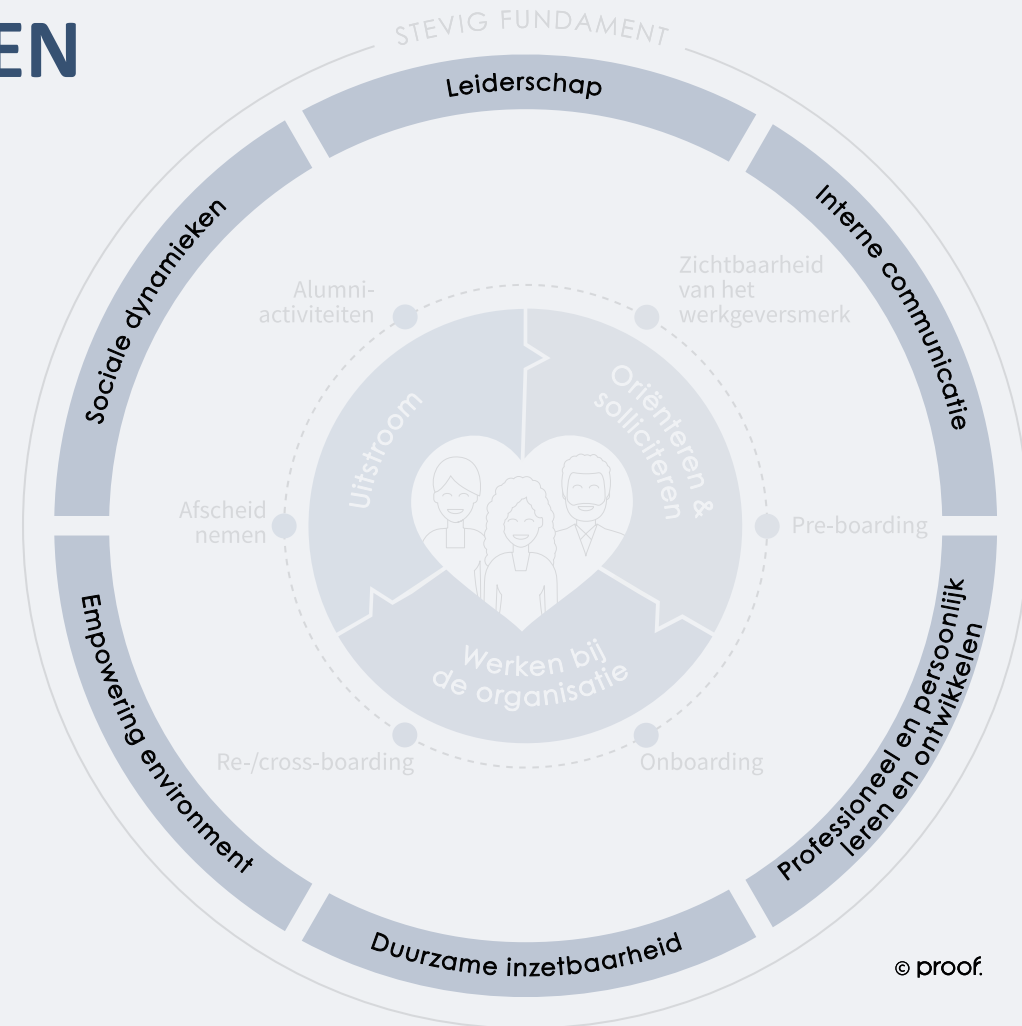 EN
STEVIG FUNDAMENT
Leiderschap
Interne communicatie
Sociale dynamieken
Zichtbaarheid
van het
werkgeversmerk
Alumni-
activiteiten
Oriënteren &
solliciteren
Uitstroom
Afscheid
nemen
Pre-boarding
Werken bij
de organisatie
Re-/cross-boarding
Onboarding
Empowering environment
Professioneel en persoonlijk
leren en ontwikkelen
Duurzame inzetbaarheid
© proof.